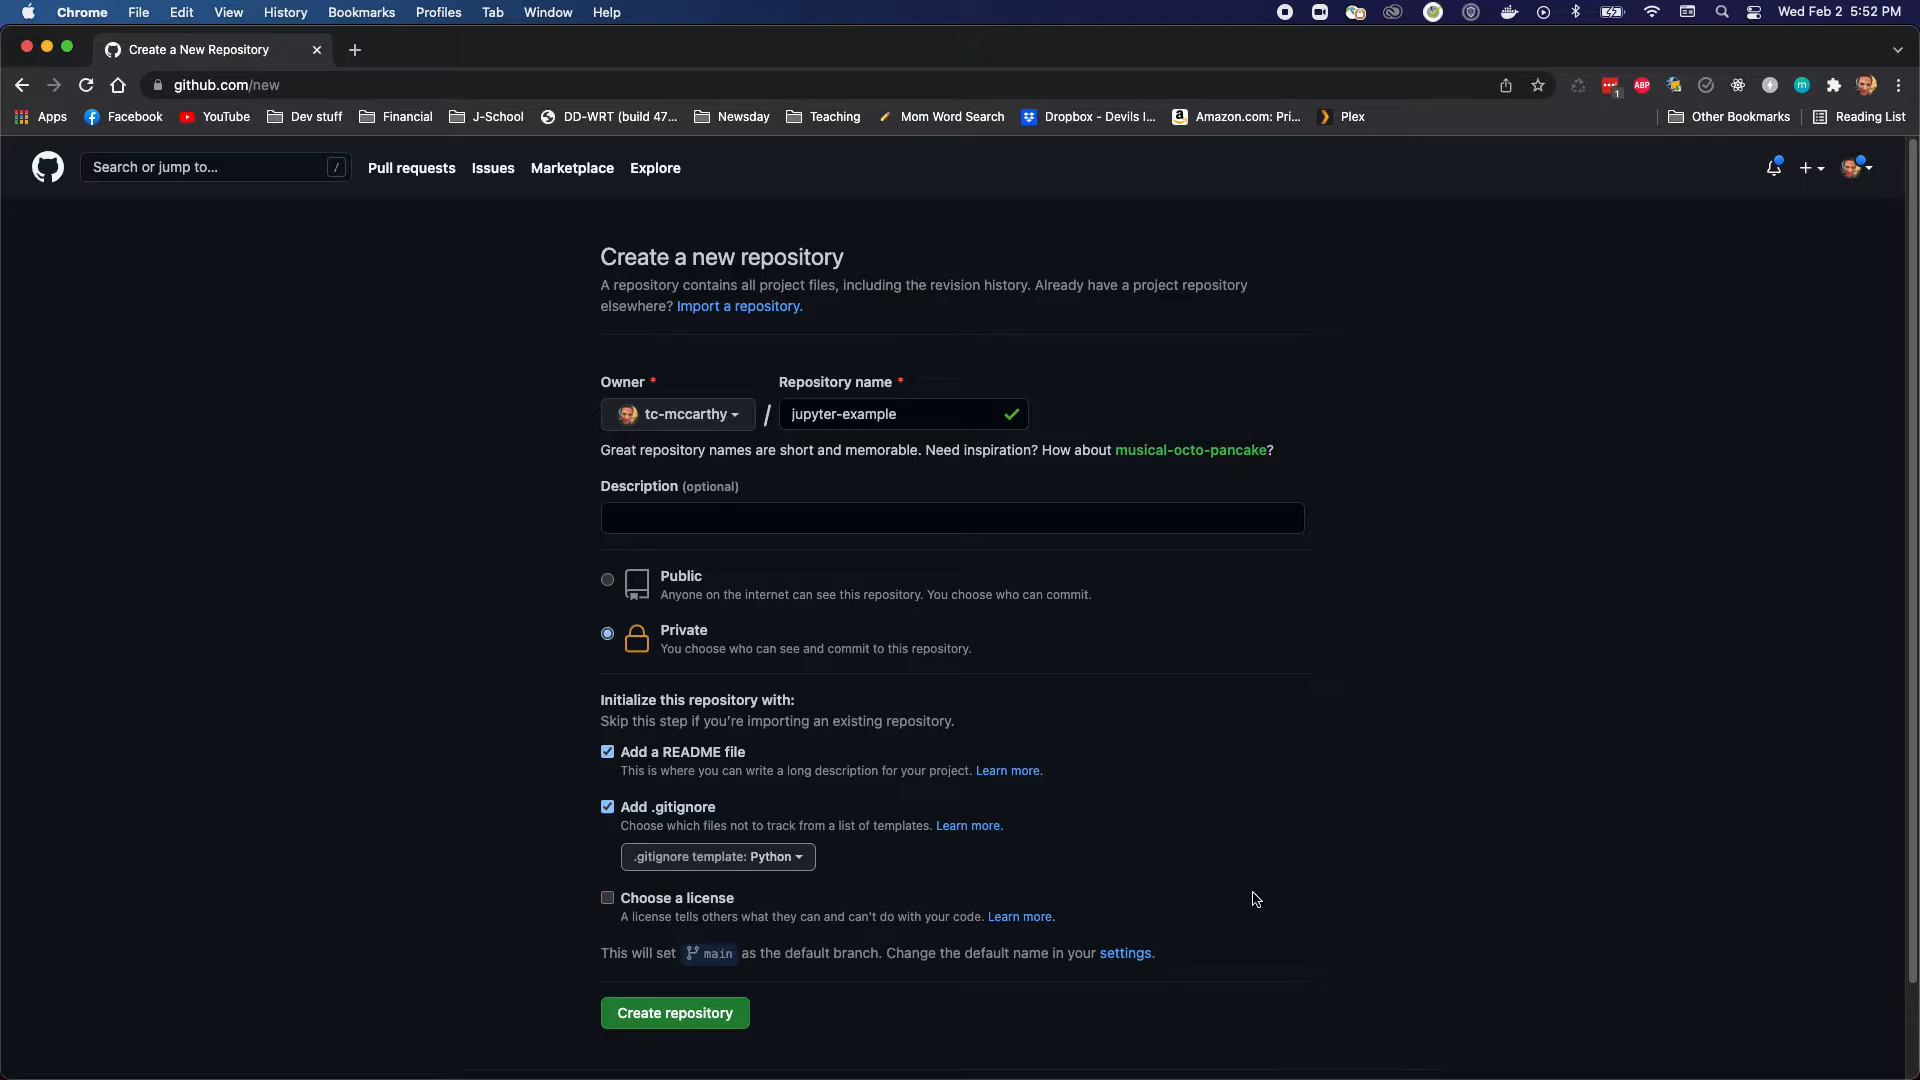 Chrome File Edit View History Bookmarks Profiles Tab Window Help Wed Feb 2 5:52 PM
Create a New Repository
github.com/new
1 ABP m
Apps Facebook YouTube Dev stuff Financial J-School DD-WRT (build 47... Newsday Teaching Mom Word Search Dropbox - Devils I... Amazon.com: Pri... Plex Other Bookmarks Reading List
Search or jump to... / Pull requests Issues Marketplace Explore
Create a new repository
A repository contains all project files, including the revision history. Already have a project repository
elsewhere? Import a repository.
Owner * Repository name *
tc-mccarthy / jupyter-example
Great repository names are short and memorable. Need inspiration? How about musical-octo-pancake?
Description (optional)
Public
Anyone on the internet can see this repository. You choose who can commit.
Private
You choose who can see and commit to this repository.
Initialize this repository with:
Skip this step if you're importing an existing repository.
Add a README file
This is where you can write a long description for your project. Learn more.
Add .gitignore
Choose which files not to track from a list of templates. Learn more.
.gitignore template: Python
Choose a license
A license tells others what they can and can't do with your code. Learn more.
This will set main as the default branch. Change the default name in your settings.
Create repository